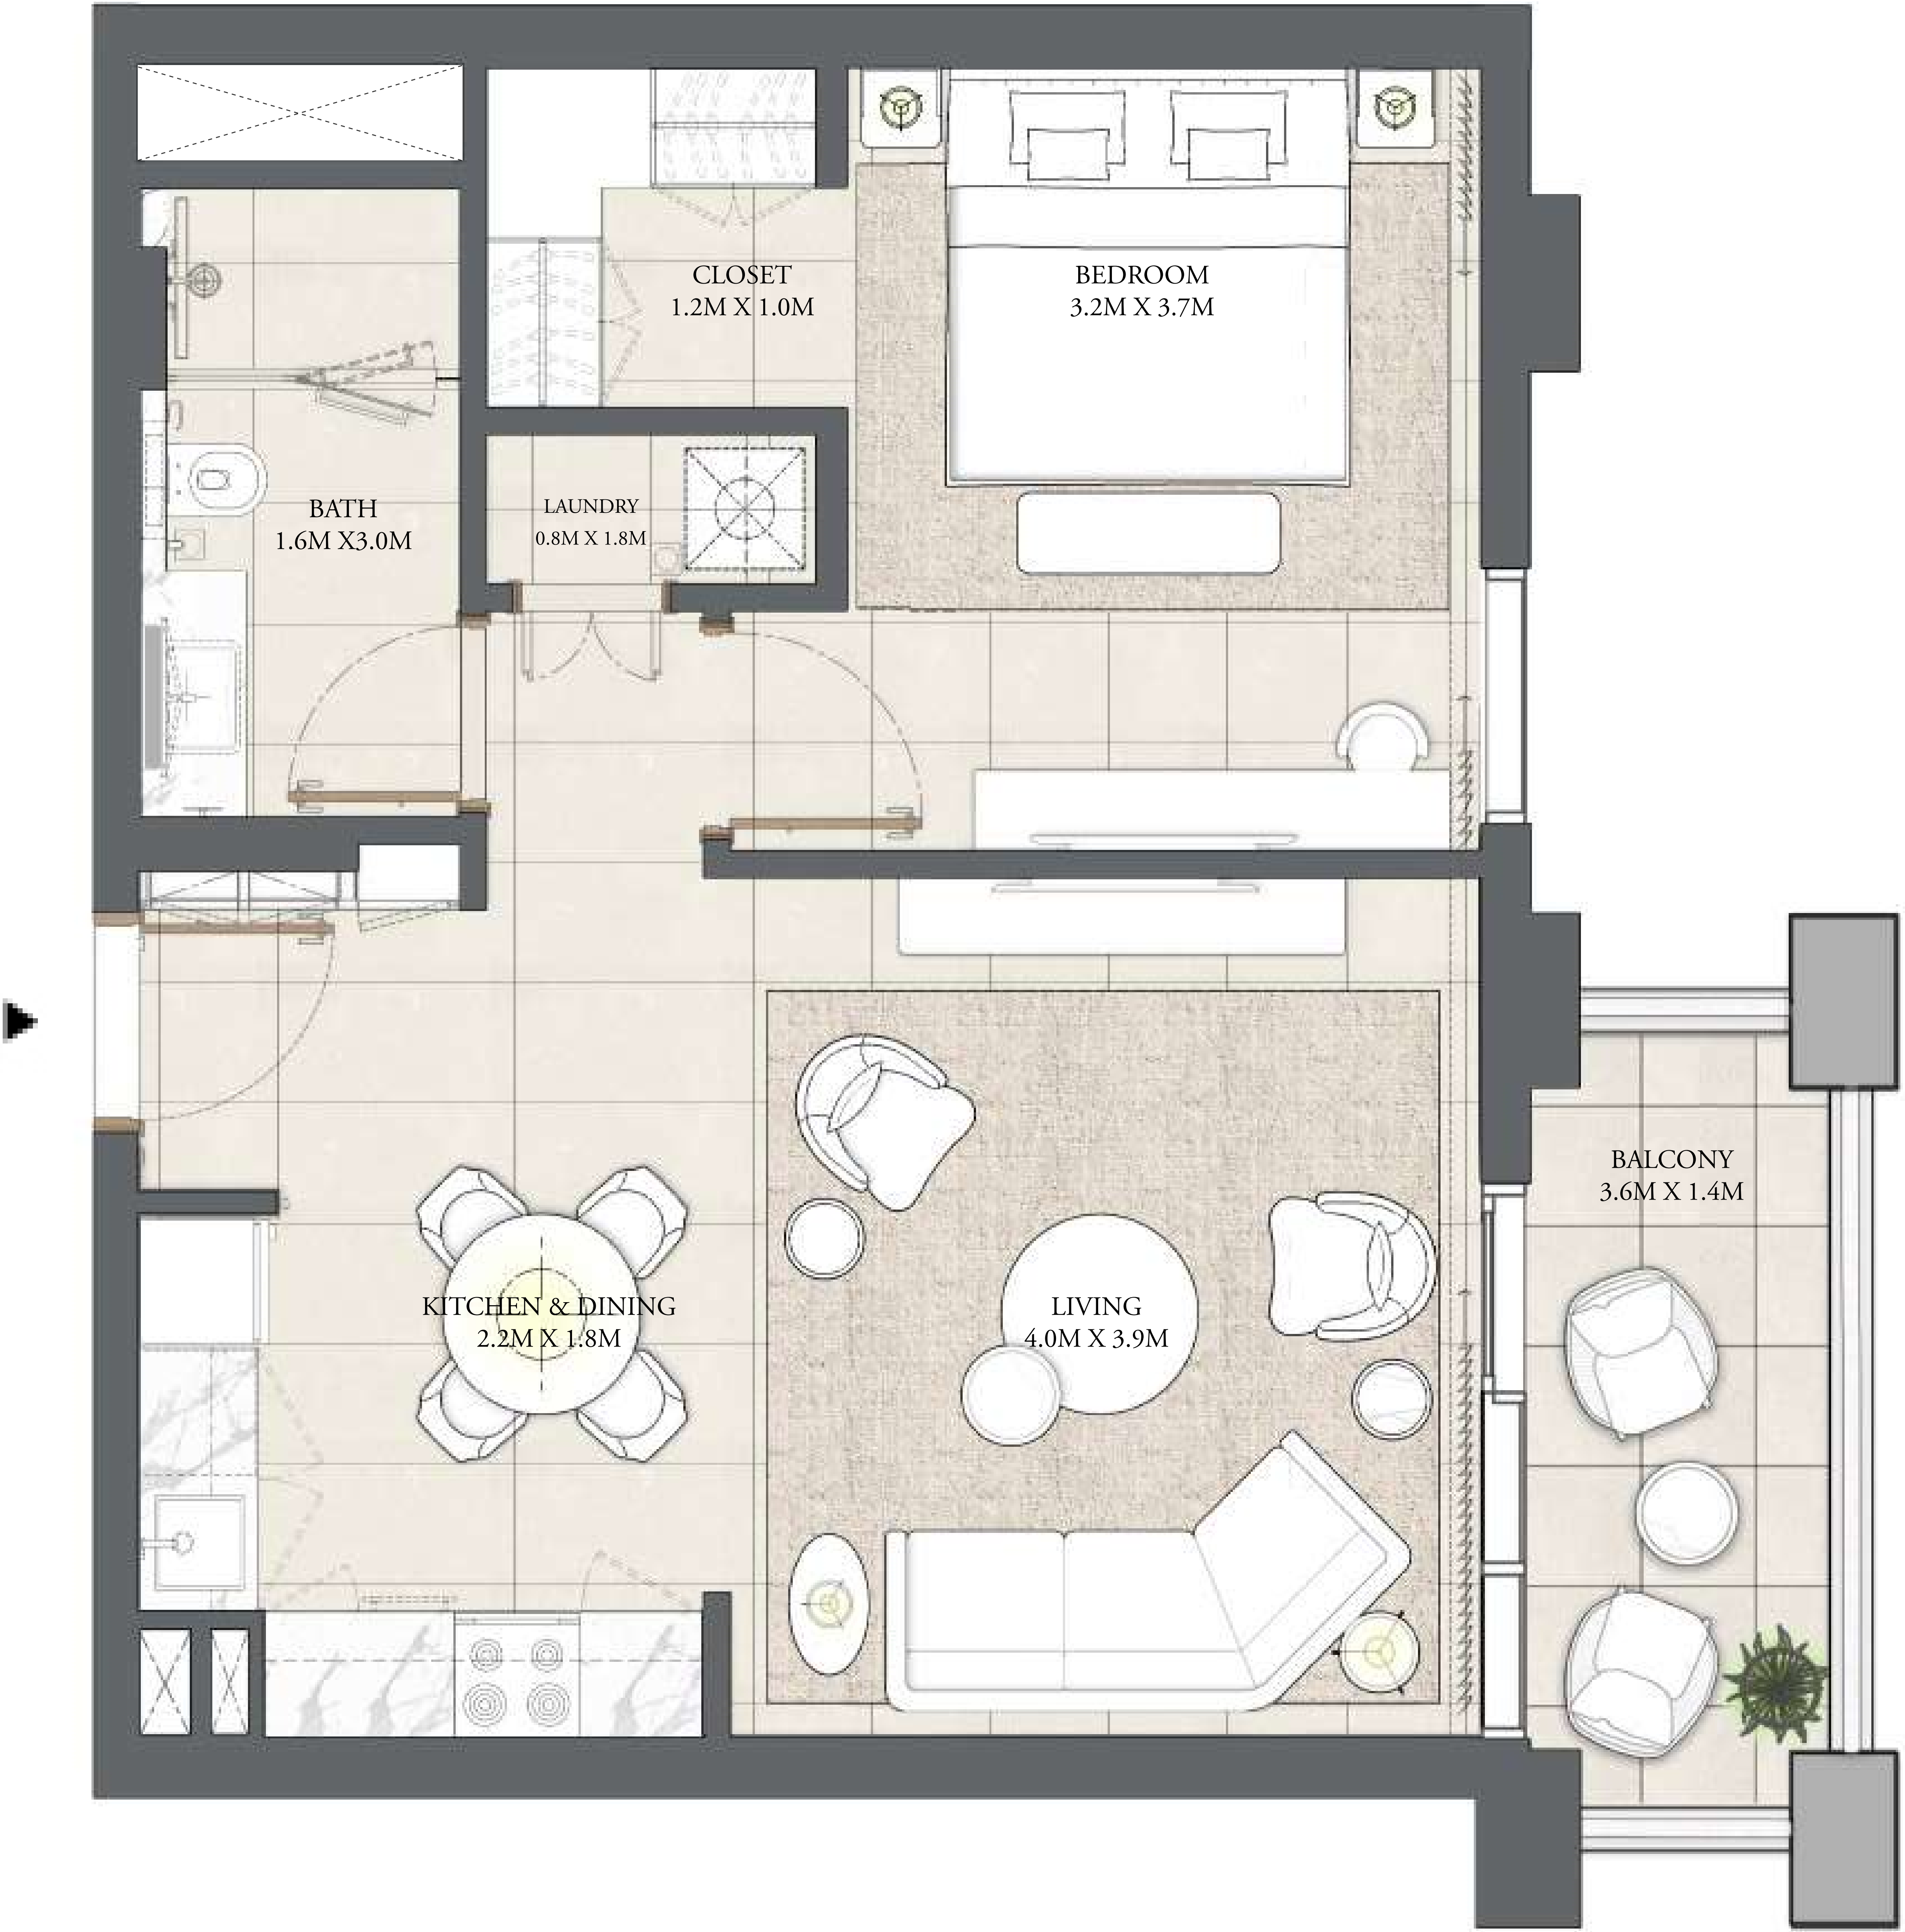 CLOSET
1.2M X 1.0M
BEDROOM
3.2M X 3.7M
BATH
1.6M X3.0M
LAUNDRY
0.8M X 1.8M
BALCONY
3.6M X 1.4M
KITCHEN & DINING
2.2M X 1.8M
LIVING
4.0M X 3.9M